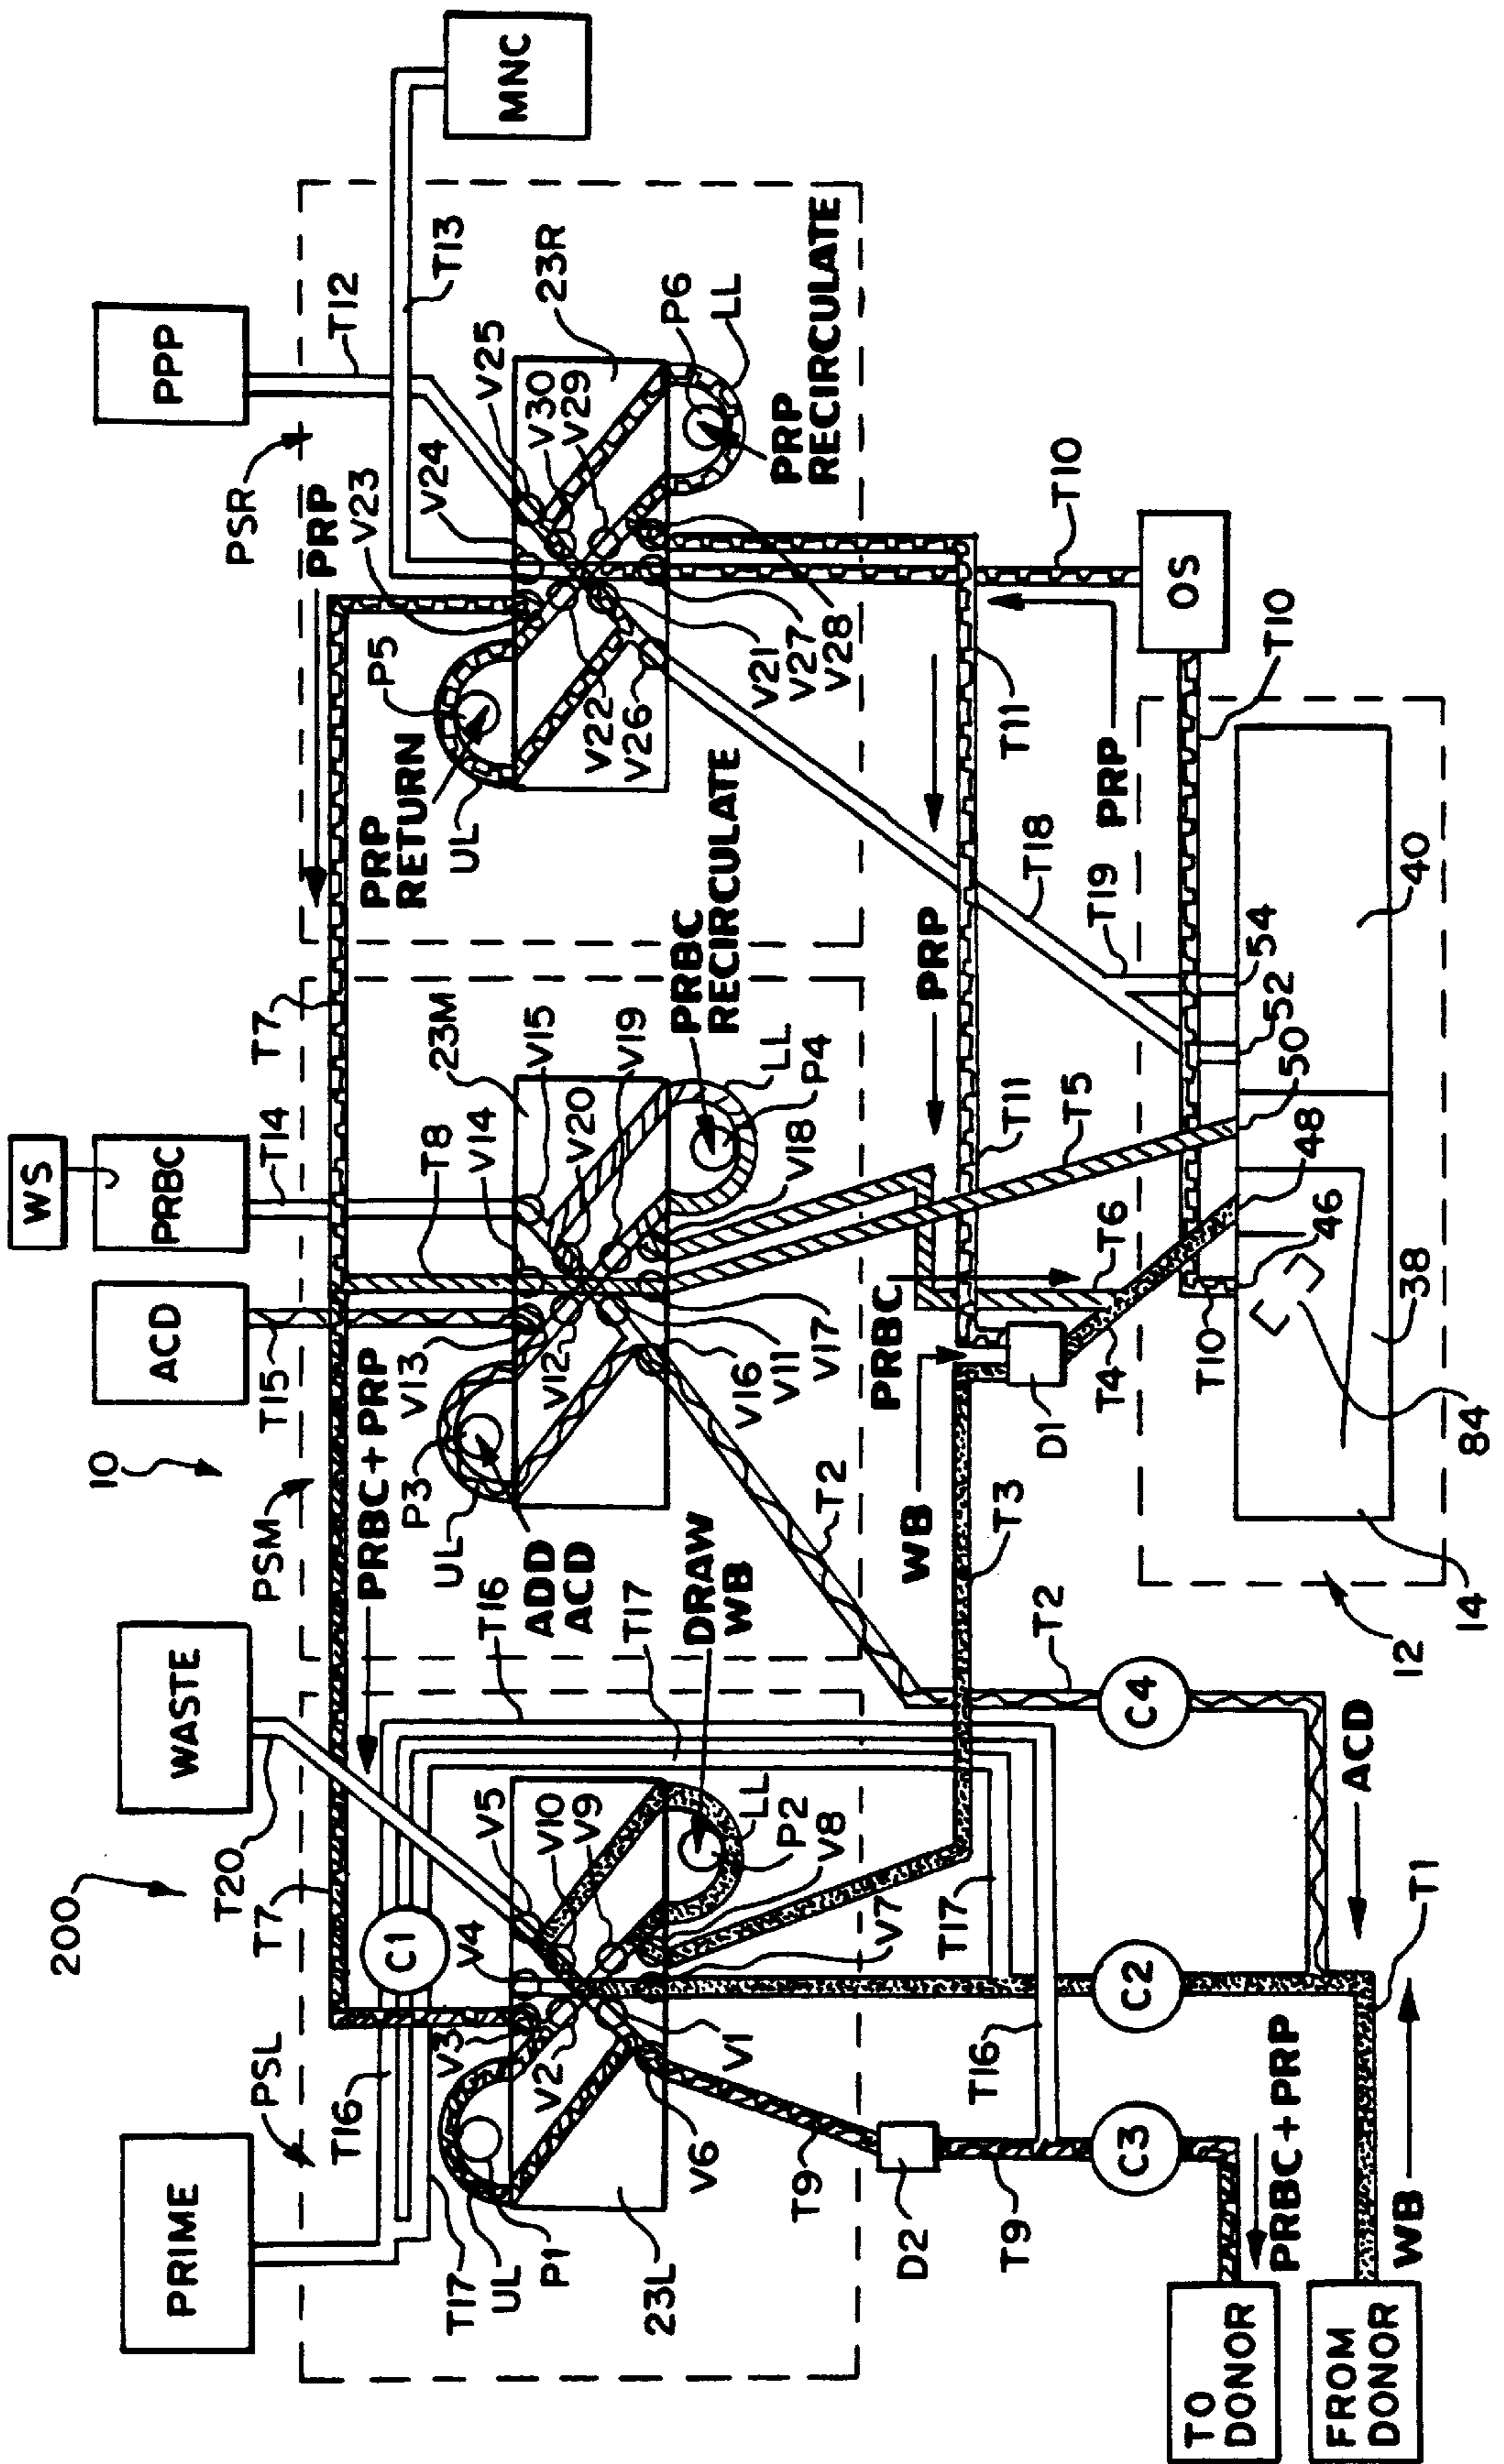 200
10
PRIME
WASTE
ACD
PRBC
WS
PPP
MNC
T20
T7
T15
T14
T7
T12
PSL
PSM
PSR
T16
C1
T17
UL
P1
23L
V3
V4
V5
V10
V9
V2
V1
V6
V7
V8
LL
P2
DRAW
WB
T16
T17
PRBC+PRP
P3
UL
ADD
ACD
V13
V14
T8
V15
23M
V20
V19
V12
V16
V11
V17
V18
LL
P4
PRBC
RECIRCULATE
PRP
V23
V24
V25
T13
V30
V29
23R
P5
UL
PRP
RETURN
V22
V26
V21
V27
V28
P6
LL
PRP
RECIRCULATE
T9
D2
T9
T16
T17
T2
T2
WB
T3
PRBC
D1
T4
T6
T5
T11
PRP
T11
T18
T19
PRP
T10
OS
T10
T10
C3
C2
C4
ACD
T1
TO
DONOR
PRBC+PRP
FROM
DONOR
WB
12
14
84
38
46
48
50
52
54
40